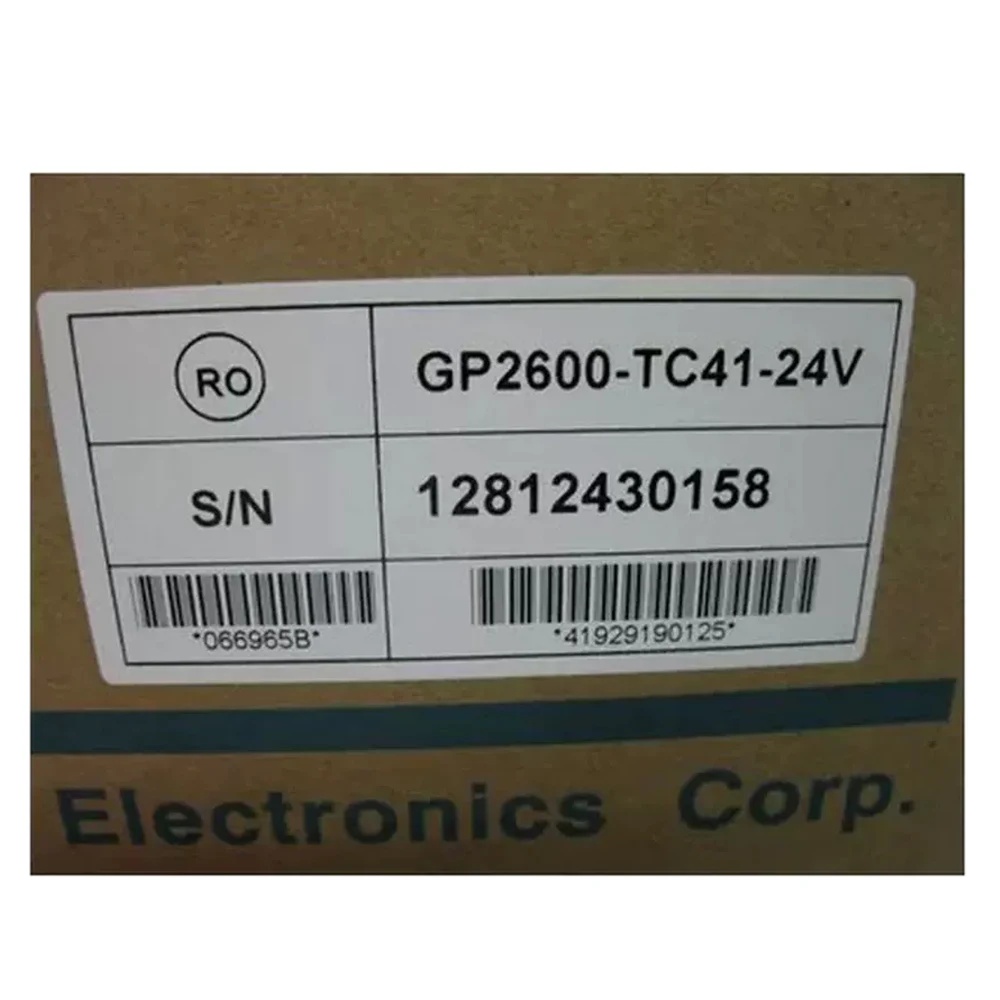 RO GP2600-TC41-24V
S/N 12812430158
*066965B* *41929190125*
Electronics Corp.